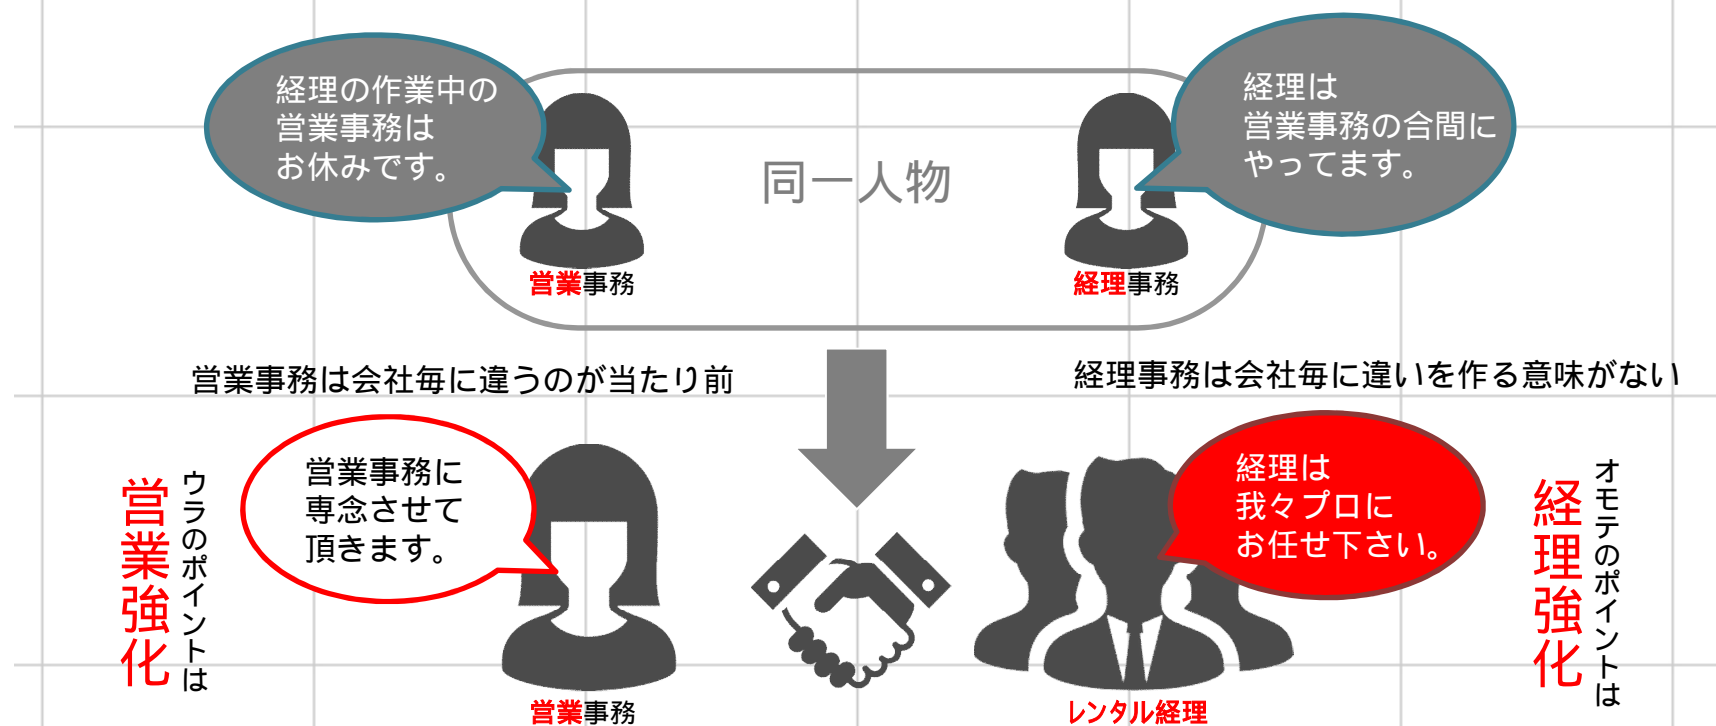 経理の作業中の
営業事務は
お休みです。
経理は
営業事務の合間に
やってます。
同一人物
営業事務
経理事務
営業事務は会社毎に違うのが当たり前
経理事務は会社毎に違いを作る意味がない
ウラのポイントは
営業強化
営業事務に
専念させて
頂きます。
経理は
我々プロに
お任せ下さい。
オモテのポイントは
経理強化
営業事務
レンタル経理